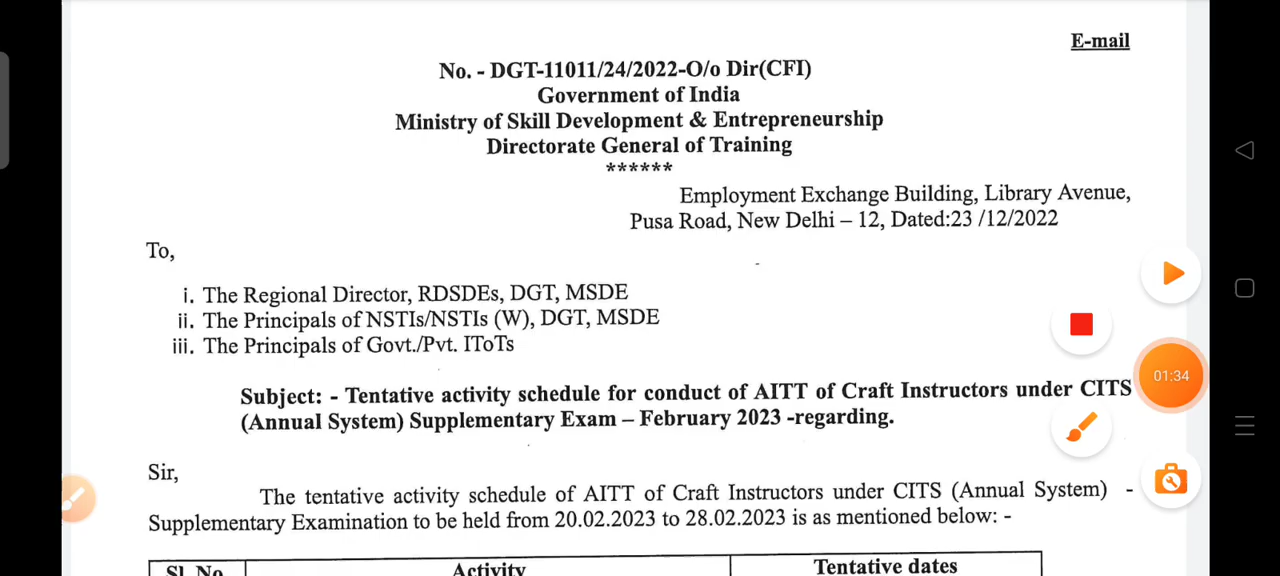 E-mail
No. - DGT-11011/24/2022-O/o Dir(CFI)
Government of India
Ministry of Skill Development & Entrepreneurship
Directorate General of Training
******
Employment Exchange Building, Library Avenue,
Pusa Road, New Delhi – 12, Dated:23 /12/2022
To,
i. The Regional Director, RDSDEs, DGT, MSDE
ii. The Principals of NSTIs/NSTIs (W), DGT, MSDE
iii. The Principals of Govt./Pvt. IToTs
Subject: - Tentative activity schedule for conduct of AITT of Craft Instructors under CITS
(Annual System) Supplementary Exam – February 2023 -regarding.
Sir,
The tentative activity schedule of AITT of Craft Instructors under CITS (Annual System) -
Supplementary Examination to be held from 20.02.2023 to 28.02.2023 is as mentioned below: -
Sl. No Activity Tentative dates
01:34